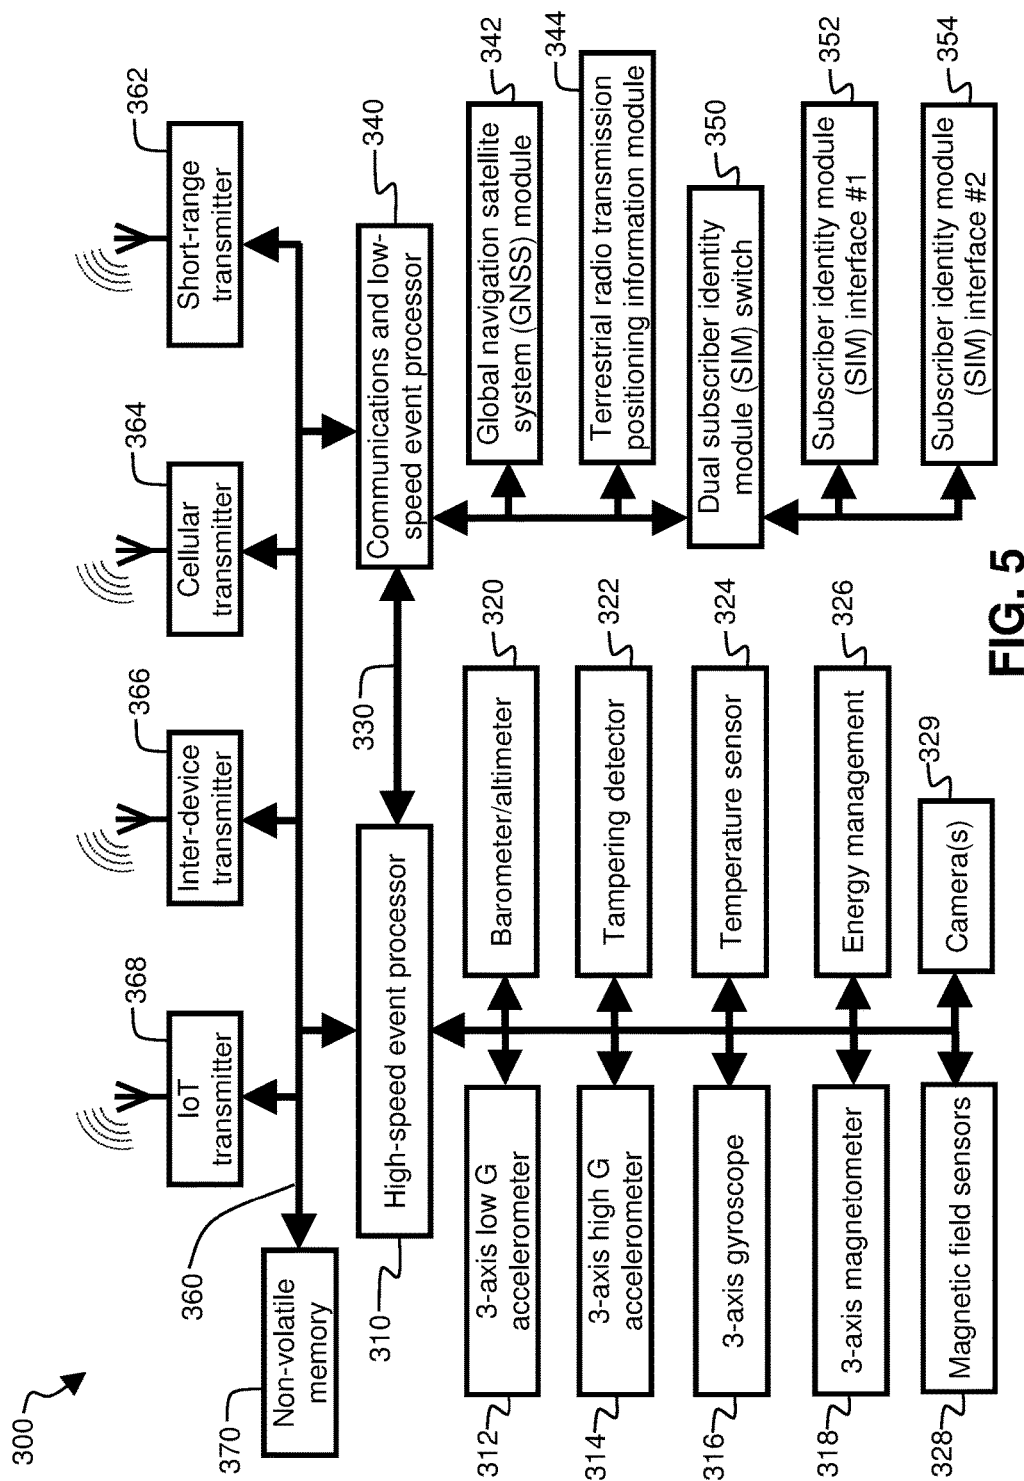 300
368
366
364
362
IoT
transmitter
Inter-device
transmitter
Cellular
transmitter
Short-range
transmitter
360
370
Non-volatile
memory
310
High-speed event processor
330
340
Communications and low-
speed event processor
312
3-axis low G
accelerometer
320
Barometer/altimeter
342
Global navigation satellite
system (GNSS) module
314
3-axis high G
accelerometer
322
Tampering detector
344
Terrestrial radio transmission
positioning information module
316
3-axis gyroscope
324
Temperature sensor
350
Dual subscriber identity
module (SIM) switch
318
3-axis magnetometer
326
Energy management
352
Subscriber identity module
(SIM) interface #1
328
Magnetic field sensors
329
Camera(s)
354
Subscriber identity module
(SIM) interface #2
FIG. 5